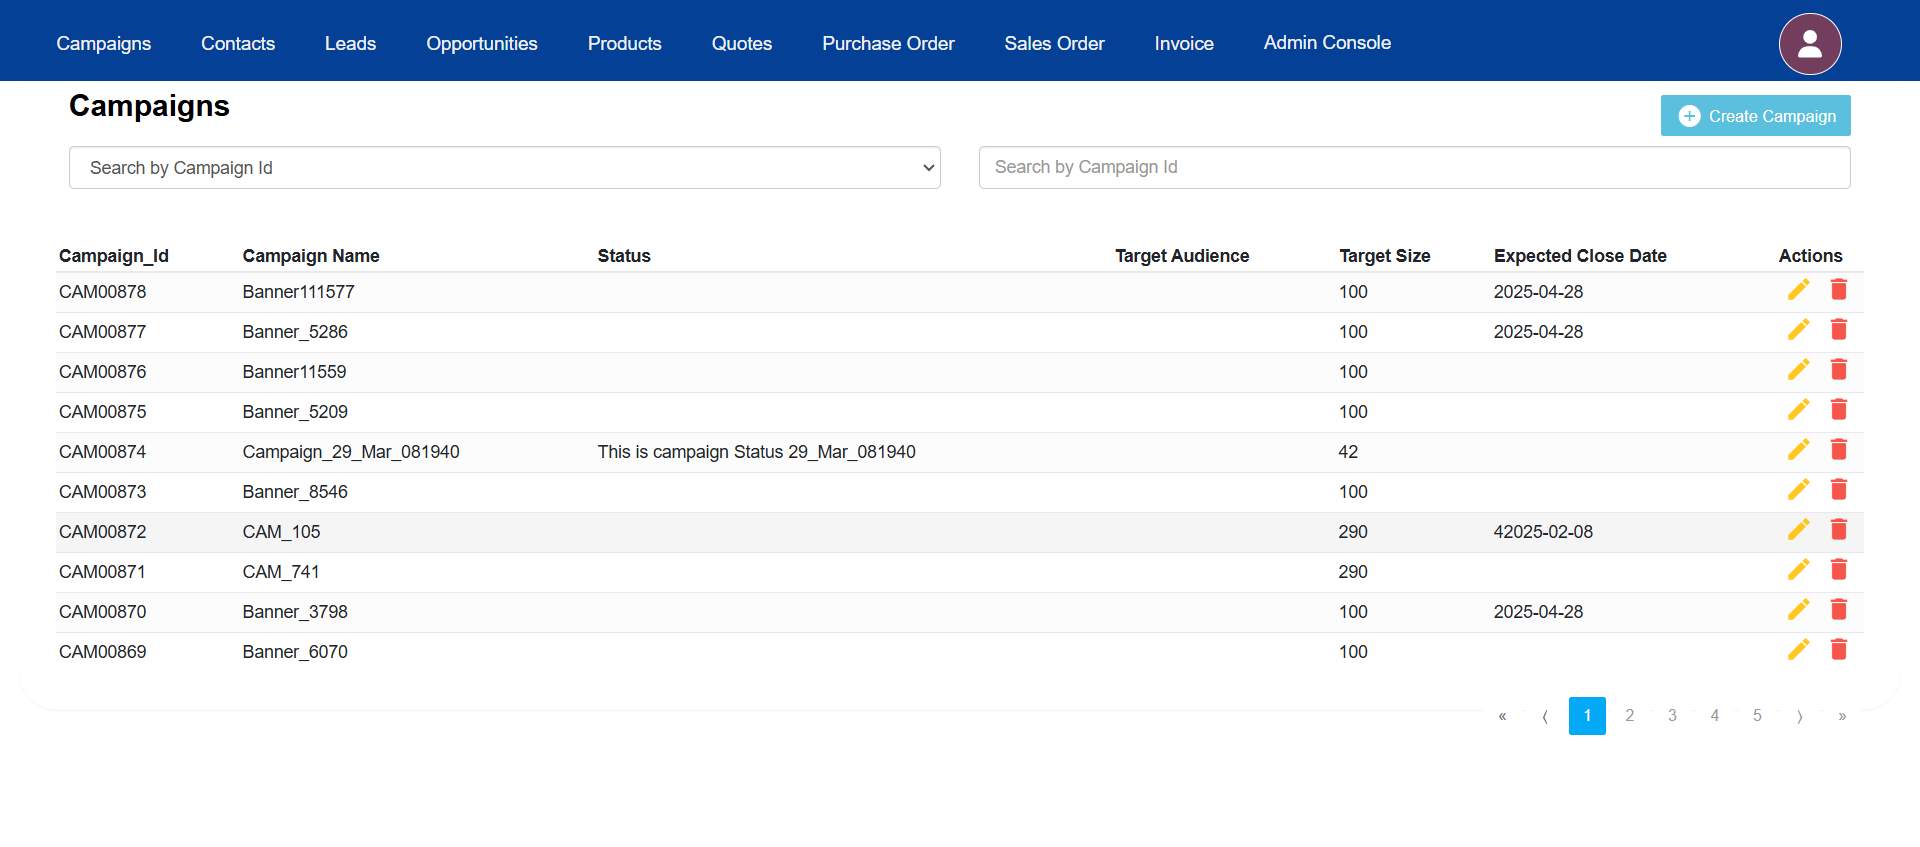 Campaigns Contacts Leads Opportunities Products Quotes Purchase Order Sales Order Invoice Admin Console
Campaigns
Create Campaign
Search by Campaign Id Search by Campaign Id
Campaign_Id Campaign Name Status Target Audience Target Size Expected Close Date Actions
CAM00878 Banner111577 100 2025-04-28
CAM00877 Banner_5286 100 2025-04-28
CAM00876 Banner11559 100
CAM00875 Banner_5209 100
CAM00874 Campaign_29_Mar_081940 This is campaign Status 29_Mar_081940 42
CAM00873 Banner_8546 100
CAM00872 CAM_105 290 42025-02-08
CAM00871 CAM_741 290
CAM00870 Banner_3798 100 2025-04-28
CAM00869 Banner_6070 100
« ⟨ 1 2 3 4 5 ⟩ »